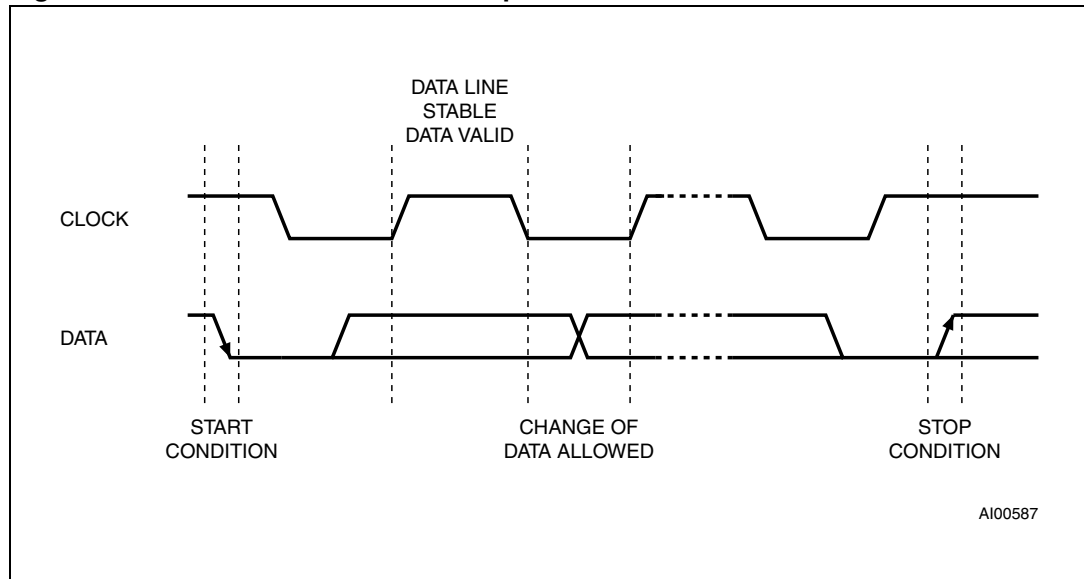 DATA LINE
STABLE
DATA VALID
CLOCK
DATA
START
CONDITION
CHANGE OF
DATA ALLOWED
STOP
CONDITION
AI00587